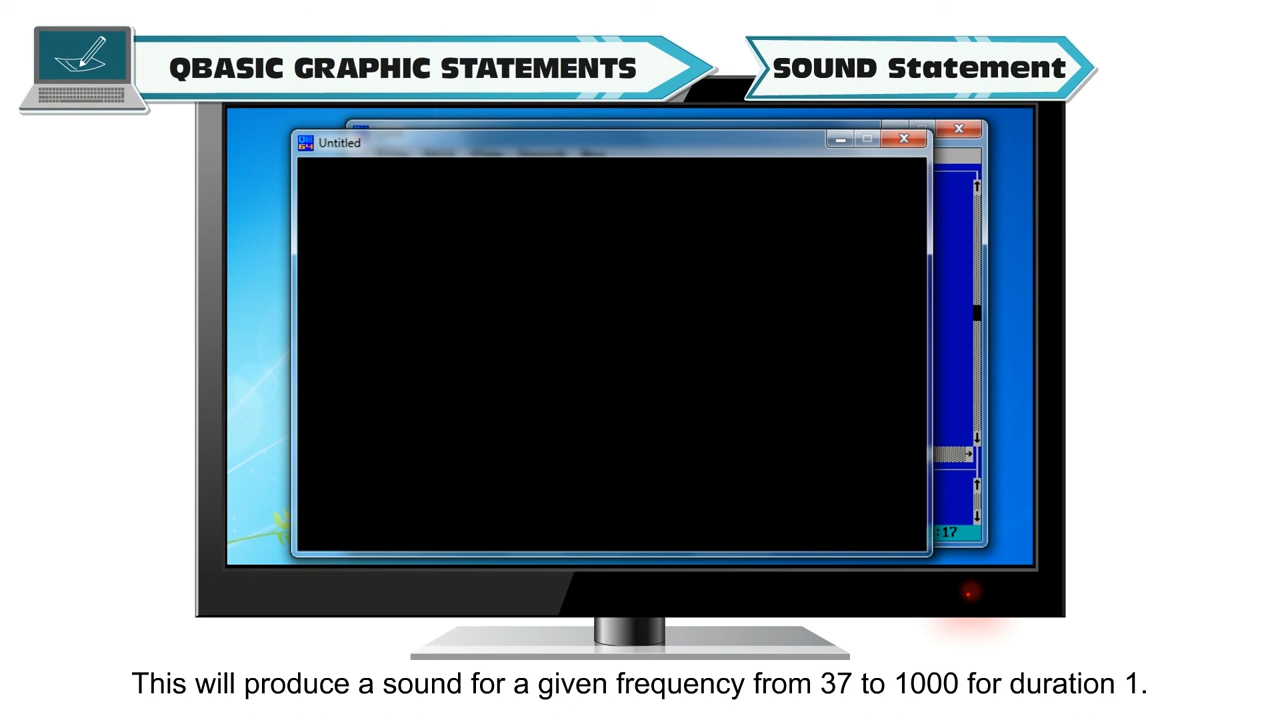 QBASIC GRAPHIC STATEMENTS
SOUND Statement
Untitled
:17
This will produce a sound for a given frequency from 37 to 1000 for duration 1.